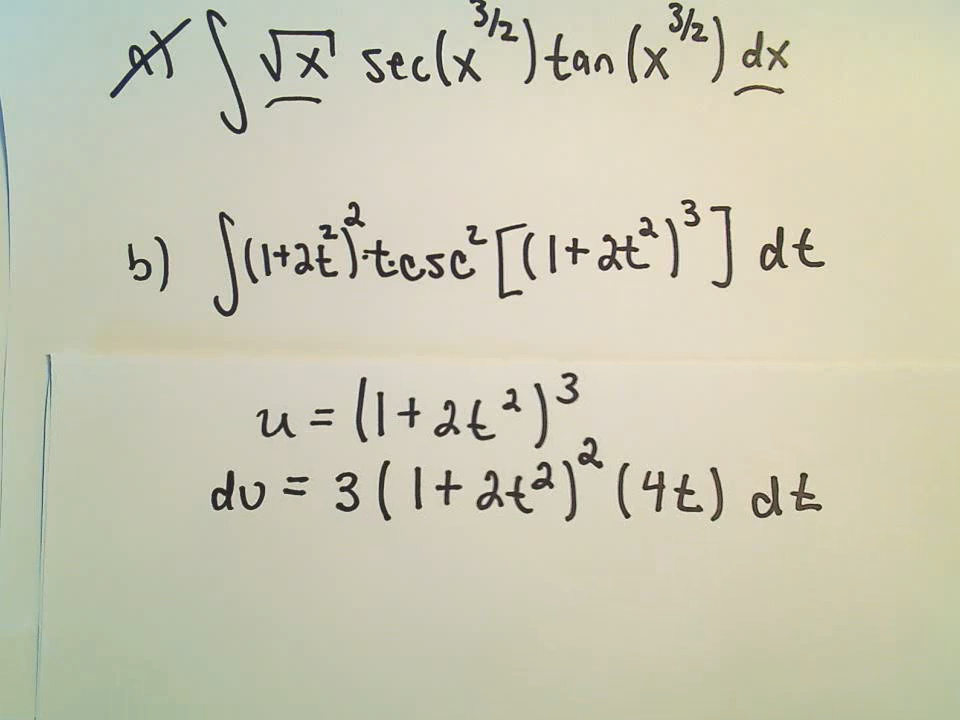 a) ∫ √x sec(x^3/2) tan(x^3/2) dx
b) ∫(1+2t²)²·t·csc²[(1+2t²)³] dt
u = (1+2t²)³
du = 3(1+2t²)²(4t) dt